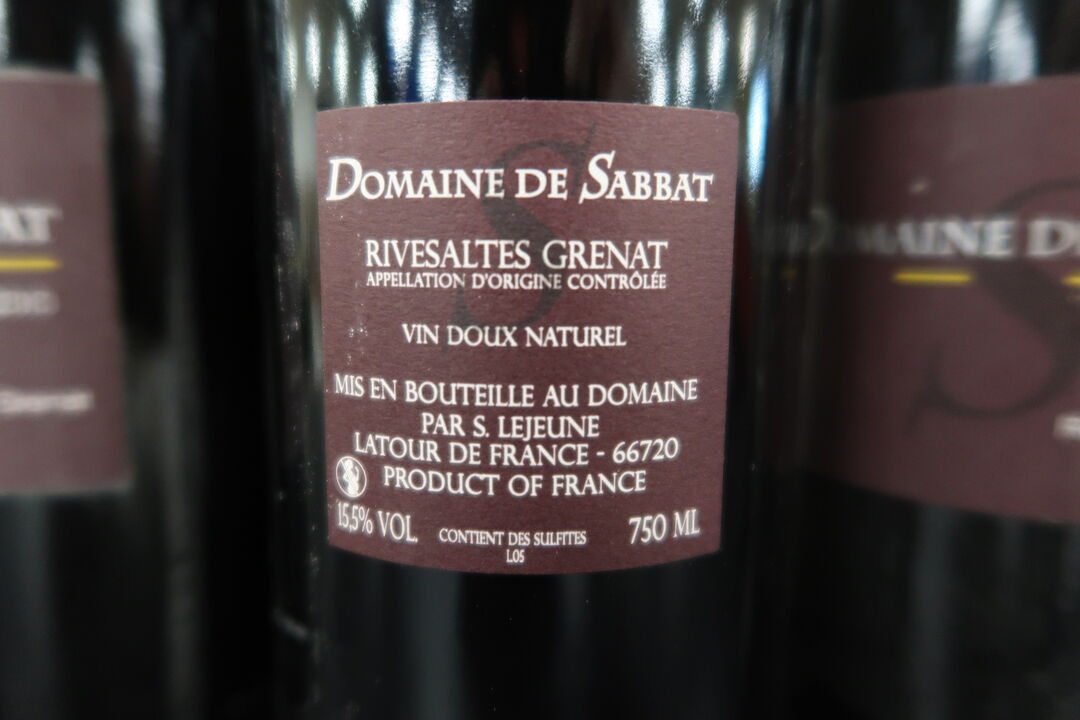 DOMAINE DE SABBAT
RIVESALTES GRENAT
APPELLATION D'ORIGINE CONTRÔLÉE
VIN DOUX NATUREL
MIS EN BOUTEILLE AU DOMAINE
PAR S. LEJEUNE
LATOUR DE FRANCE - 66720
PRODUCT OF FRANCE
15,5% VOL.
CONTIENT DES SULFITES
750 ML
L05